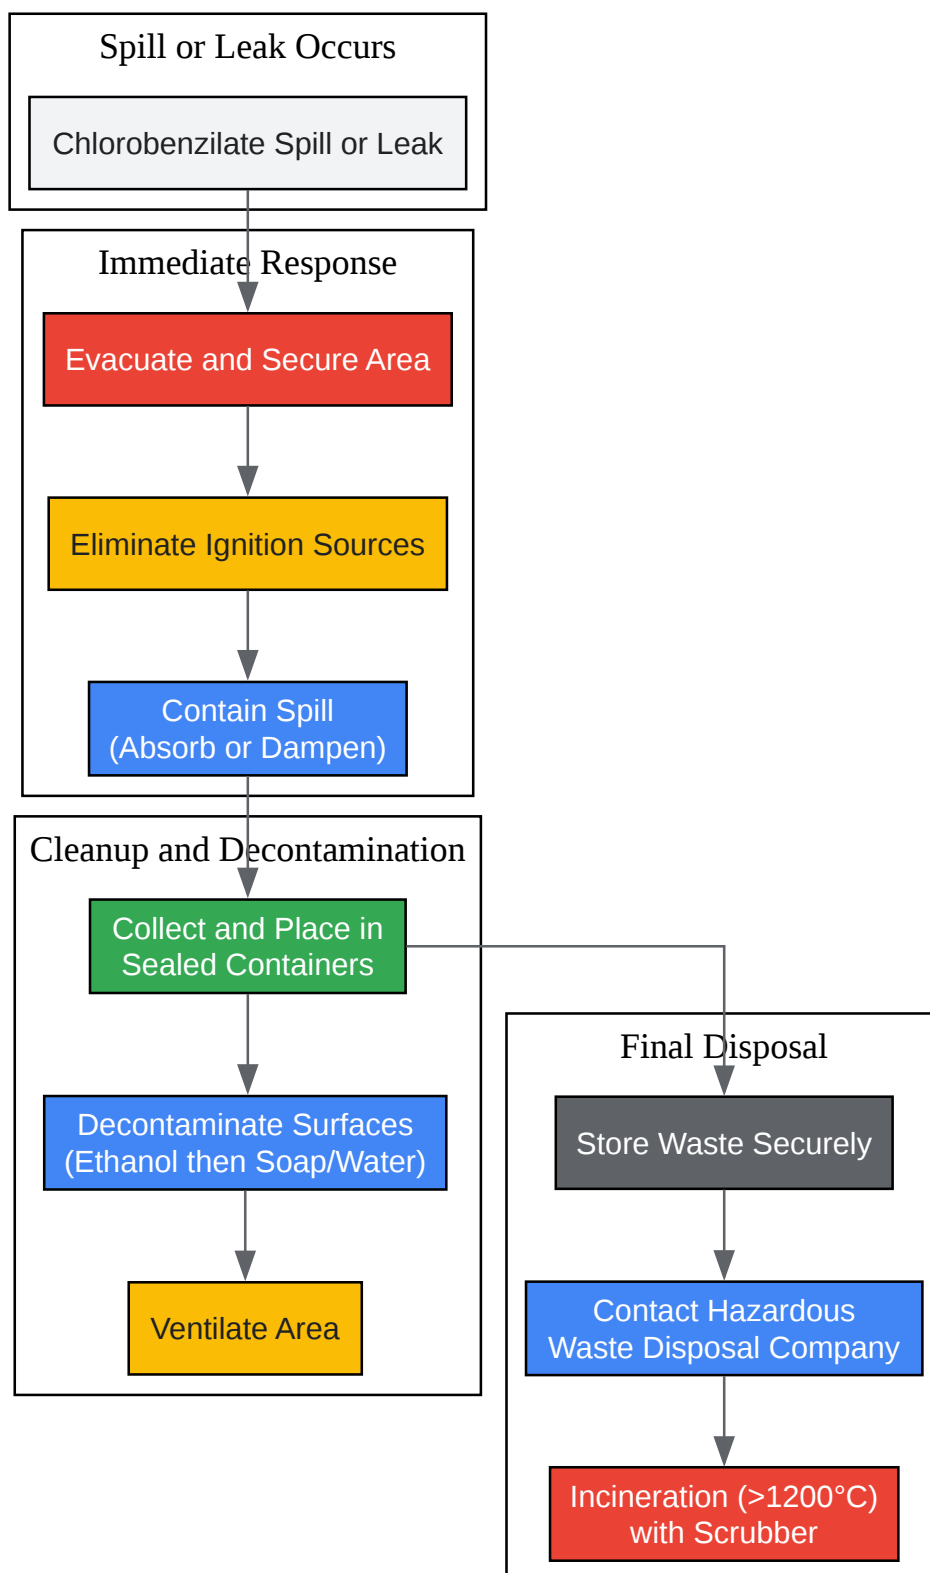 Spill or Leak Occurs
Chlorobenzilate Spill or Leak
Immediate Response
Evacuate and Secure Area
Eliminate Ignition Sources
Contain Spill
(Absorb or Dampen)
Cleanup and Decontamination
Collect and Place in
Sealed Containers
Decontaminate Surfaces
(Ethanol then Soap/Water)
Ventilate Area
Final Disposal
Store Waste Securely
Contact Hazardous
Waste Disposal Company
Incineration (>1200°C)
with Scrubber